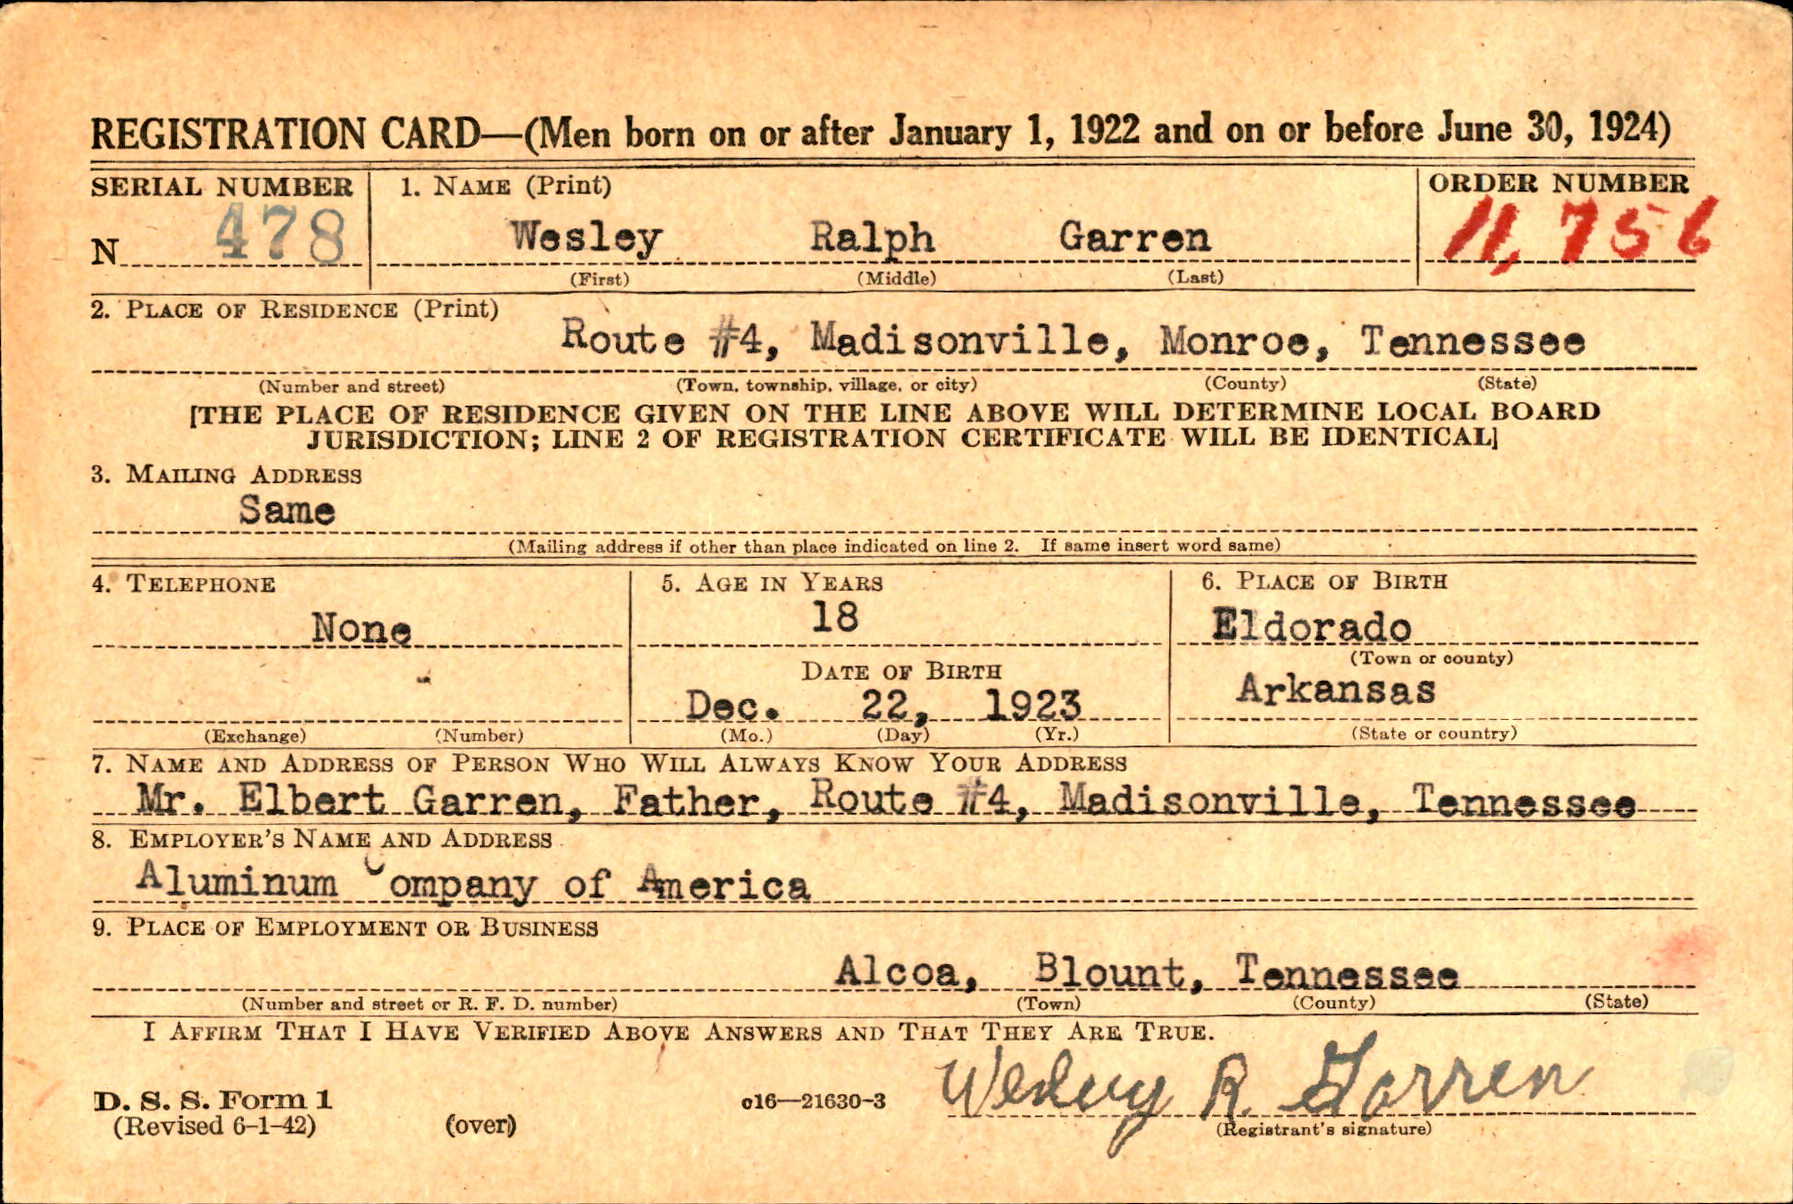 REGISTRATION CARD—(Men born on or after January 1, 1922 and on or before June 30, 1924)
SERIAL NUMBER
1. NAME (Print)
ORDER NUMBER
N 478
Wesley Ralph Garren
11,756
(First) (Middle) (Last)
2. PLACE OF RESIDENCE (Print)
Route #4, Madisonville, Monroe, Tennessee
(Number and street) (Town, township, village, or city) (County) (State)
[THE PLACE OF RESIDENCE GIVEN ON THE LINE ABOVE WILL DETERMINE LOCAL BOARD
JURISDICTION; LINE 2 OF REGISTRATION CERTIFICATE WILL BE IDENTICAL]
3. MAILING ADDRESS
Same
(Mailing address if other than place indicated on line 2. If same insert word same)
4. TELEPHONE
None
(Exchange) (Number)
5. AGE IN YEARS
18
DATE OF BIRTH
Dec. 22, 1923
(Mo.) (Day) (Yr.)
6. PLACE OF BIRTH
Eldorado
(Town or county)
Arkansas
(State or country)
7. NAME AND ADDRESS OF PERSON WHO WILL ALWAYS KNOW YOUR ADDRESS
Mr. Elbert Garren, Father, Route #4, Madisonville, Tennessee
8. EMPLOYER'S NAME AND ADDRESS
Aluminum Company of America
9. PLACE OF EMPLOYMENT OR BUSINESS
Alcoa, Blount, Tennessee
(Number and street or R. F. D. number) (Town) (County) (State)
I AFFIRM THAT I HAVE VERIFIED ABOVE ANSWERS AND THAT THEY ARE TRUE.
D. S. S. Form 1
(Revised 6-1-42) (over)
c16—21630-3
Wesley R. Garren
(Registrant's signature)